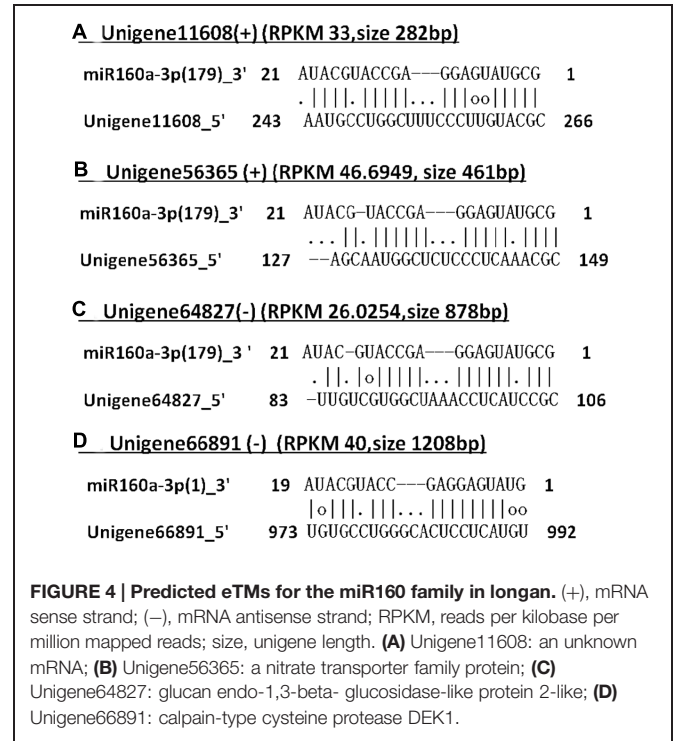 A Unigene11608(+) (RPKM 33,size 282bp)
miR160a-3p(179)_3' 21 AUACGUACCGA---GGAGUAUGCG 1
. ||||. |||||... |||oo|||||
Unigene11608_5' 243 AAUGCCUGGCUUUCCCUUGUACGC 266
B Unigene56365 (+) (RPKM 46.6949, size 461bp)
miR160a-3p(179)_3' 21 AUACG-UACCGA---GGAGUAUGCG 1
... ||. ||||||... |||||. ||||
Unigene56365_5' 127 --AGCAAUGGCUCUCCCUCAAACGC 149
C Unigene64827(-) (RPKM 26.0254,size 878bp)
miR160a-3p(179)_3 ' 21 AUAC-GUACCGA---GGAGUAUGCG 1
. ||. |o|||||... ||||||. |||
Unigene64827_5' 83 -UUGUCGUGGCUAAACCUCAUCCGC 106
D Unigene66891 (-) (RPKM 40,size 1208bp)
miR160a-3p(1)_3' 19 AUACGUACC---GAGGAGUAUG 1
|o|||. |||... ||||||||oo
Unigene66891_5' 973 UGUGCCUGGGCACUCCUCAUGU 992
FIGURE 4 | Predicted eTMs for the miR160 family in longan. (+), mRNA
sense strand; (−), mRNA antisense strand; RPKM, reads per kilobase per
million mapped reads; size, unigene length. (A) Unigene11608: an unknown
mRNA; (B) Unigene56365: a nitrate transporter family protein; (C)
Unigene64827: glucan endo-1,3-beta- glucosidase-like protein 2-like; (D)
Unigene66891: calpain-type cysteine protease DEK1.